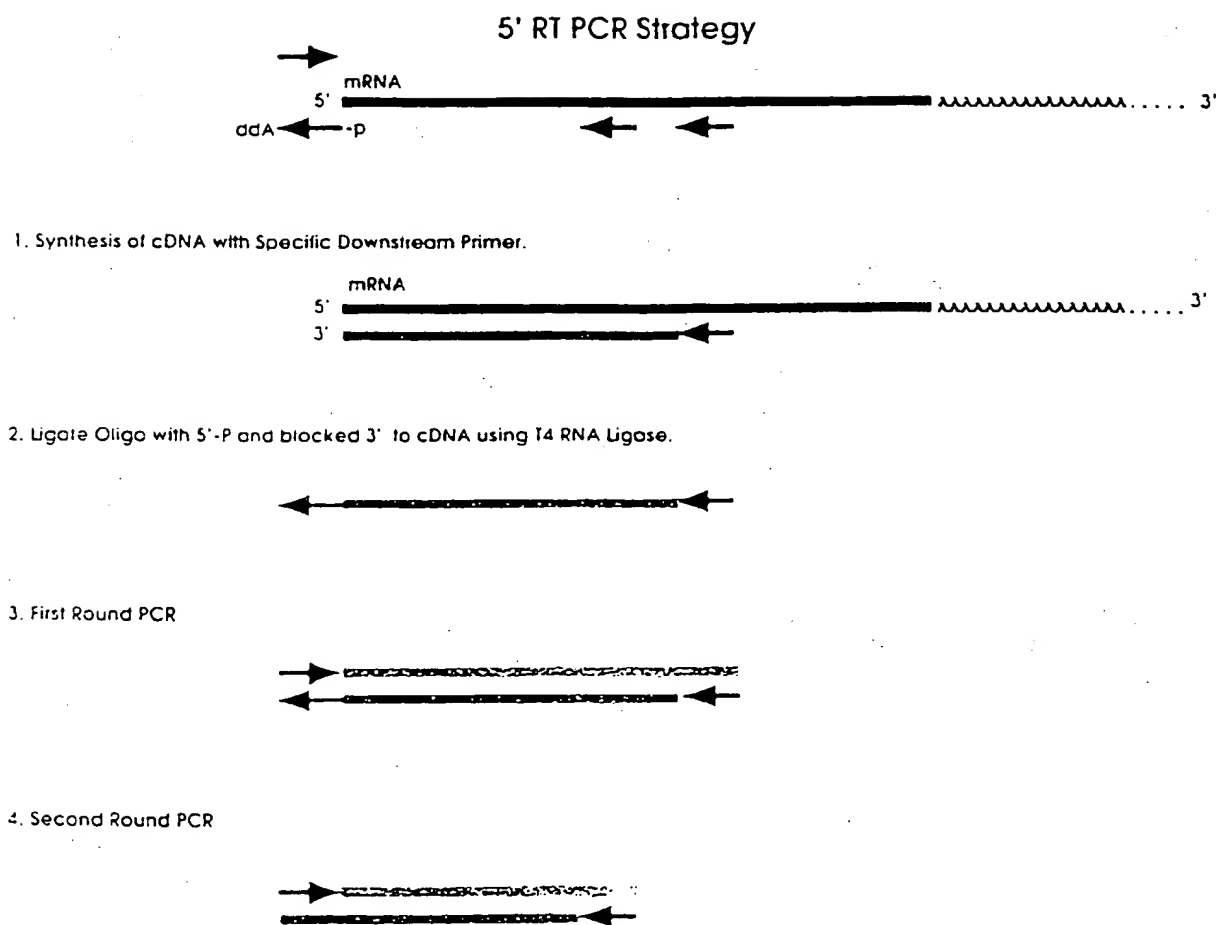 5' RT PCR Strategy
mRNA
5' 3'
ddA -p
1. Synthesis of cDNA with Specific Downstream Primer.
mRNA
5' 3'
3'
2. Ligate Oligo with 5'-P and blocked 3' to cDNA using T4 RNA Ligase.
3. First Round PCR
4. Second Round PCR